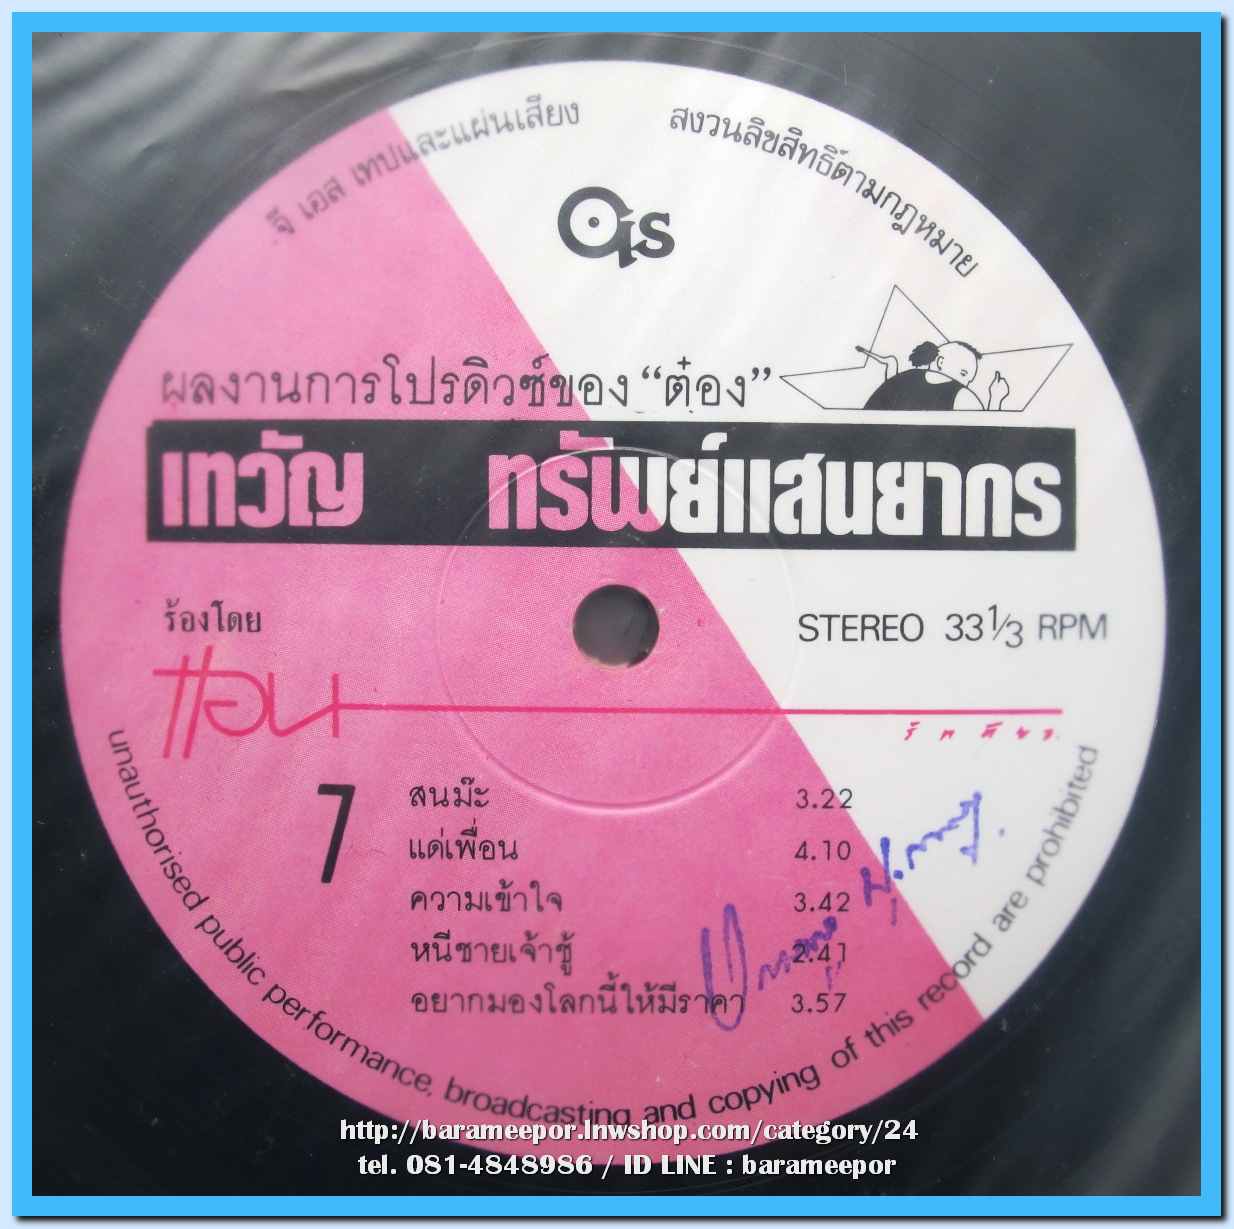 จี เอส เทปและแผ่นเสียง
สงวนลิขสิทธิ์ตามกฎหมาย
ผลงานการโปรดิวซ์ของ “ต๋อง”
เทวัญ ทรัพย์แสนยากร
ร้องโดย
STEREO 33 1/3 RPM
แอน
สนมั๊ะ 3.22
แด่เพื่อน 4.10
ความเข้าใจ 3.42
หนีชายเจ้าชู้ 2.41
อยากมองโลกนี้ให้มีราคา 3.57
unauthorised public performance, broadcasting and copying of this record are prohibited
http://barameepor.lnwshop.com/category/24
tel. 081-4848986 / ID LINE : barameepor